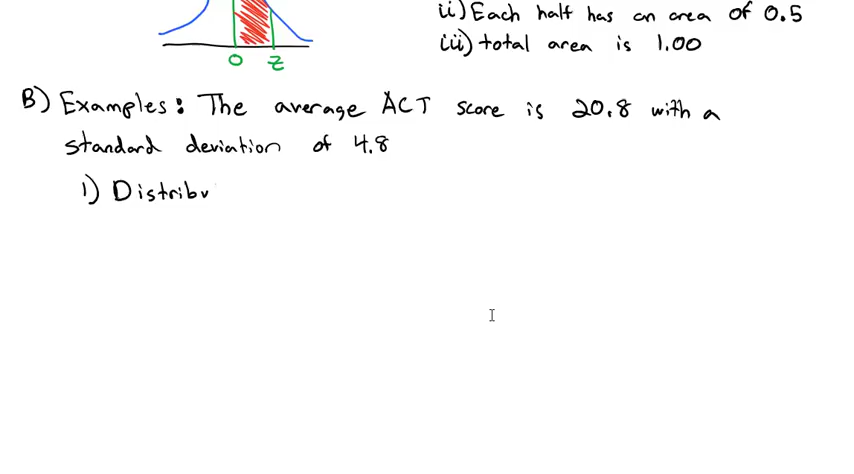 ii) Each half has an area of 0.5
iii) total area is 1.00
0 z
B) Examples: The average ACT score is 20.8 with a
standard deviation of 4.8
1) Distribu